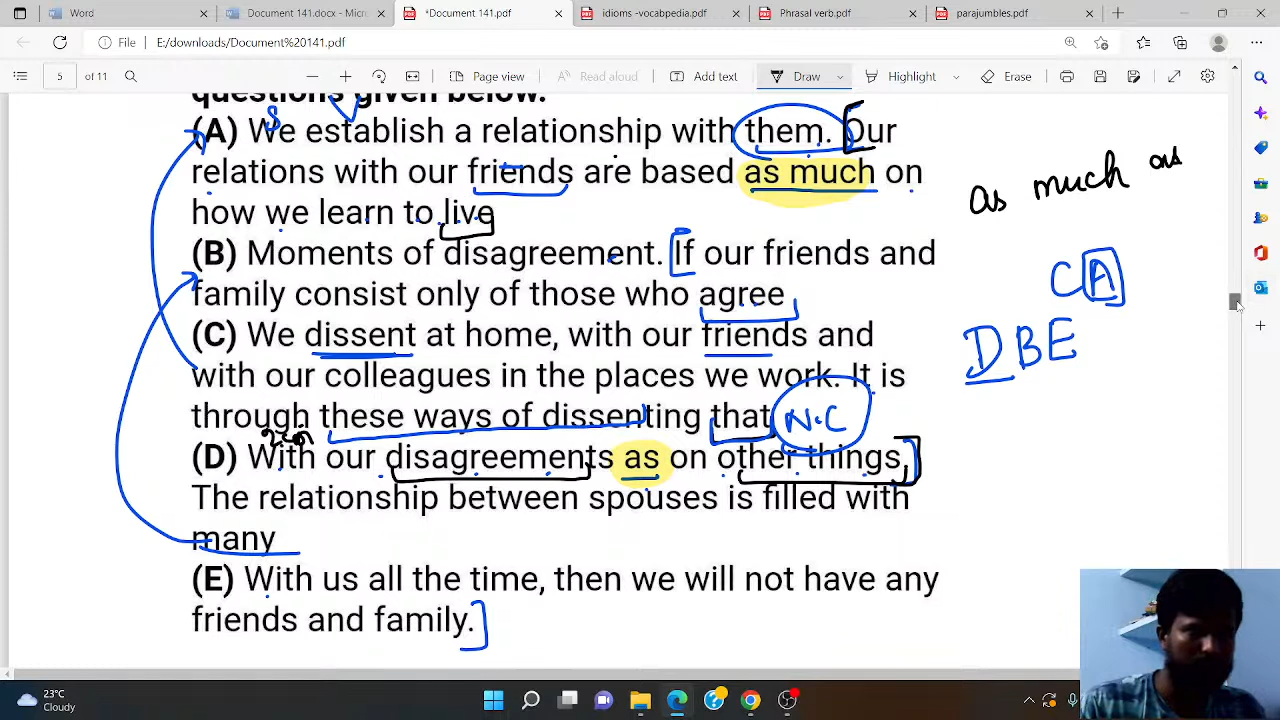 Word
Document 141.docx - Micro
*Document 141.pdf
idioms -vocabpedia.pdf
Phrasal verb.pdf
parajumbles.pdf
File
E:/downloads/Document%20141.pdf
5 of 11
Page view
Read aloud
Add text
Draw
Highlight
Erase
questions given below.
S V
(A) We establish a relationship with them. Our
relations with our friends are based as much on
how we learn to live
(B) Moments of disagreement. If our friends and
family consist only of those who agree
(C) We dissent at home, with our friends and
with our colleagues in the places we work. It is
through these ways of dissenting that N.C
(D) With our disagreements as on other things,
The relationship between spouses is filled with
many
(E) With us all the time, then we will not have any
friends and family.
as much as
CA
DBE
23°C
Cloudy